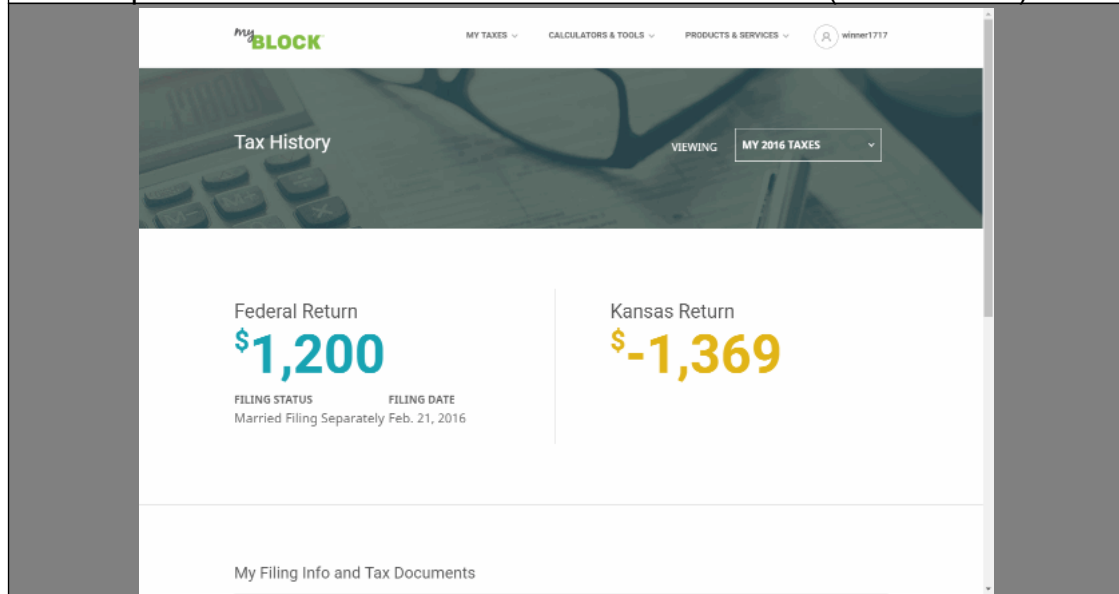 my BLOCK
MY TAXES
CALCULATORS & TOOLS
PRODUCTS & SERVICES
winner1717
Tax History
VIEWING
MY 2016 TAXES
Federal Return
$1,200
FILING STATUS FILING DATE
Married Filing Separately Feb. 21, 2016
Kansas Return
$-1,369
My Filing Info and Tax Documents